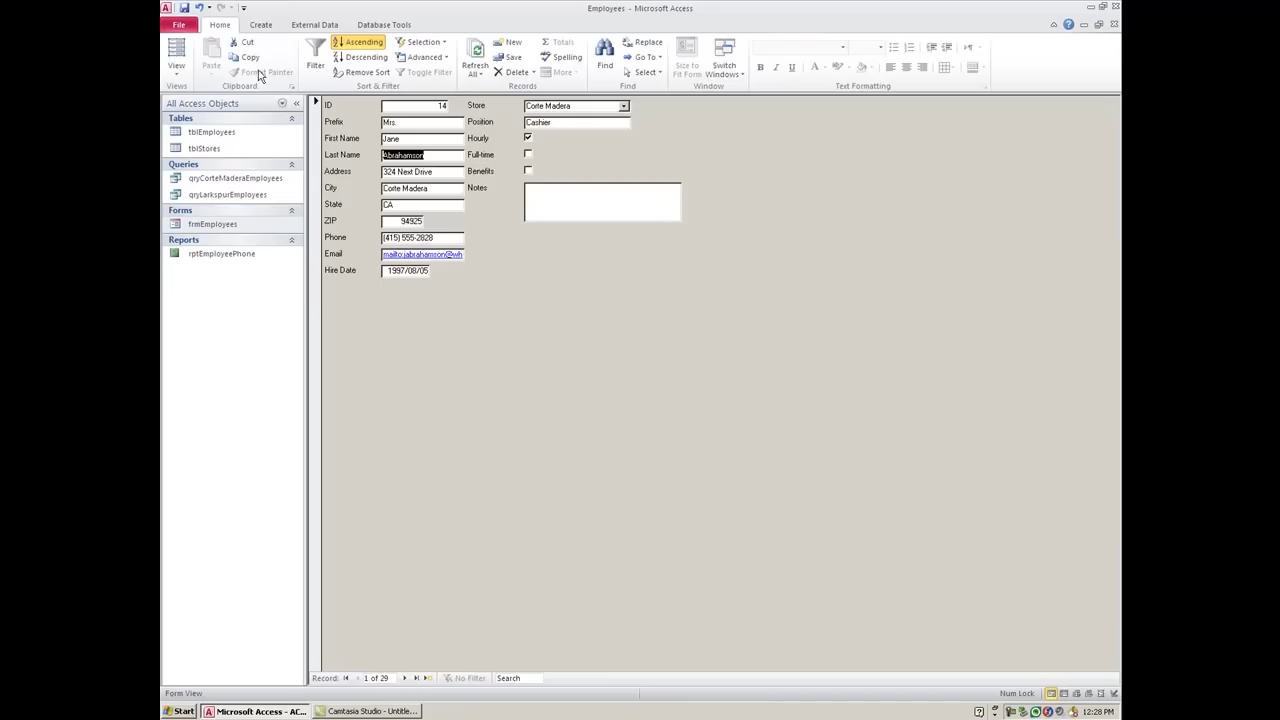 Employees - Microsoft Access
File Home Create External Data Database Tools
View
Paste
Cut
Copy
Format Painter
Clipboard
Views
Filter
Ascending
Descending
Remove Sort
Selection
Advanced
Toggle Filter
Sort & Filter
Refresh
All
New
Save
Delete
Totals
Spelling
More
Records
Find
Replace
Go To
Select
Find
Size to
Fit Form
Switch
Windows
Window
Text Formatting
All Access Objects
Tables
tblEmployees
tblStores
Queries
qryCorteMaderaEmployees
qryLarkspurEmployees
Forms
frmEmployees
Reports
rptEmployeePhone
ID 14 Store Corte Madera
Prefix Mrs. Position Cashier
First Name Jane Hourly
Last Name Abrahamson Full-time
Address 324 Next Drive Benefits
City Corte Madera Notes
State CA
ZIP 94925
Phone (415) 555-2828
Email mailto:jabrahamson@wh
Hire Date 1997/08/05
Record: 1 of 29 No Filter Search
Form View Num Lock
Start Microsoft Access - AC... Camtasia Studio - Untitle... 12:28 PM